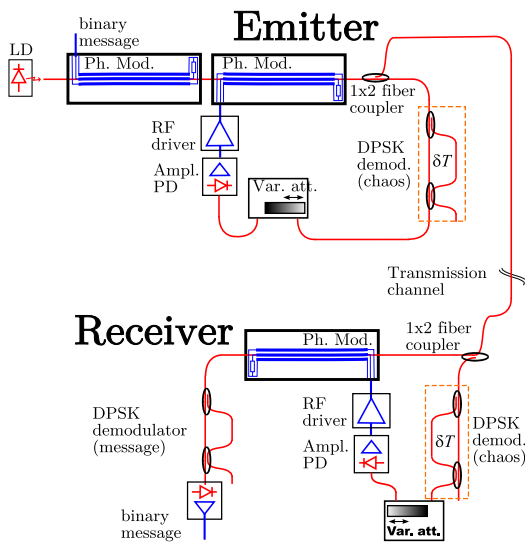 Emitter
binary
message
LD
Ph. Mod.
Ph. Mod.
1x2 fiber
coupler
RF
driver
DPSK
demod.
(chaos)
δT
Ampl.
PD
Var. att.
Transmission
channel
Receiver
Ph. Mod.
1x2 fiber
coupler
RF
driver
DPSK
demodulator
(message)
δT
DPSK
demod.
(chaos)
Ampl.
PD
binary
message
Var. att.